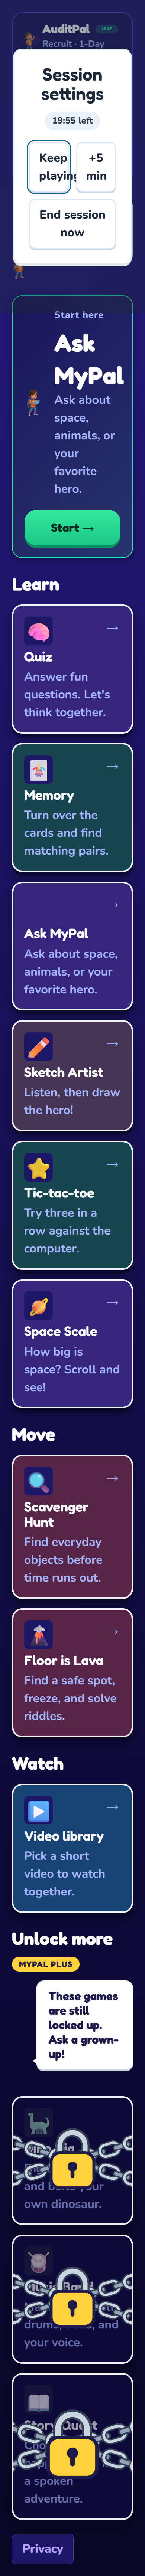 AuditPal
Recruit · 1-Day
Session
settings
19:55 left
Keep
playing
+5
min
End session
now
Start here
Ask
MyPal
Ask about
space,
animals, or
your
favorite
hero.
Start →
Learn
→
Quiz
Answer fun
questions. Let's
think together.
→
Memory
Turn over the
cards and find
matching pairs.
→
Ask MyPal
Ask about space,
animals, or your
favorite hero.
→
Sketch Artist
Listen, then draw
the hero!
→
Tic-tac-toe
Try three in a
row against the
computer.
→
Space Scale
How big is
space? Scroll and
see!
Move
→
Scavenger
Hunt
Find everyday
objects before
time runs out.
→
Floor is Lava
Find a safe spot,
freeze, and solve
riddles.
Watch
→
Video library
Pick a short
video to watch
together.
Unlock more
MYPAL PLUS
These games
are still
locked up.
Ask a grown-
up!
and your
own dinosaur.
drums, and
your voice.
Story
a spoken
adventure.
Privacy